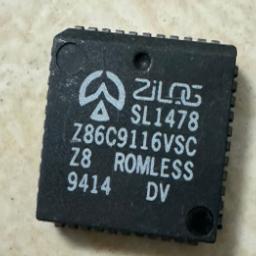 ZiLOG
SL1478
Z86C9116VSC
Z8 ROMLESS
9414 DV